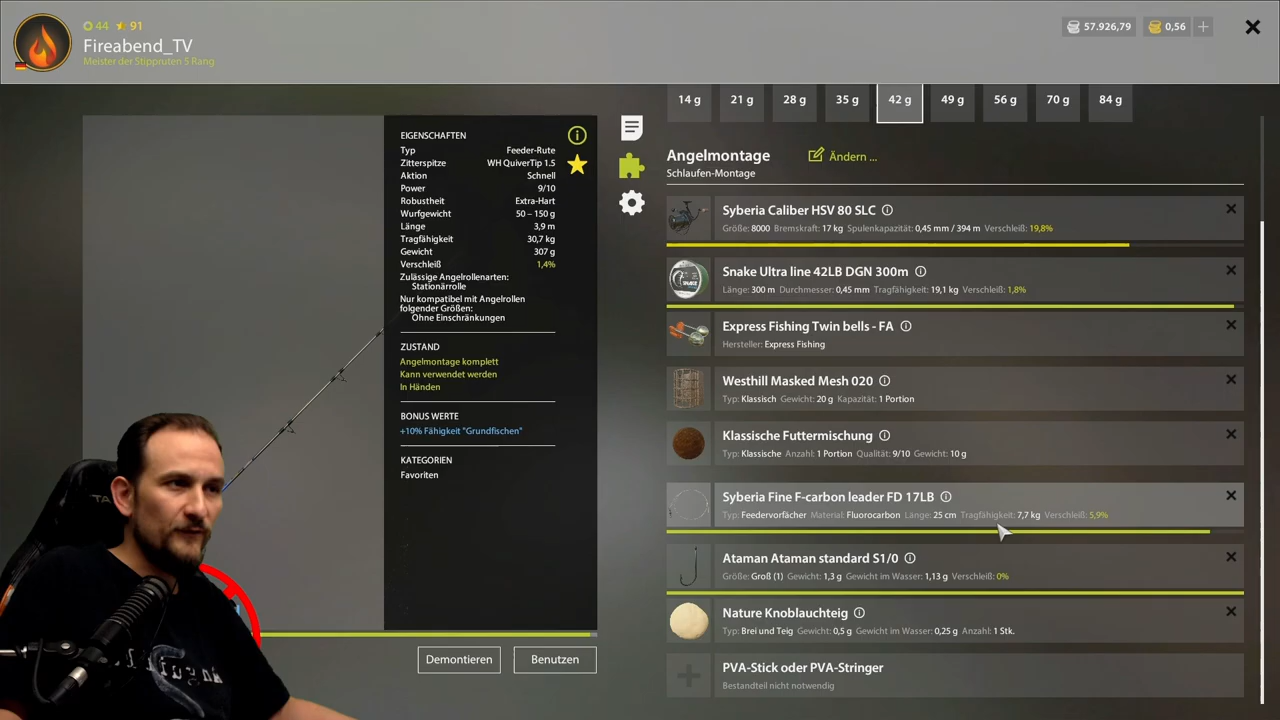 44 91
57.926,79
0,56
Fireabend_TV
Meister der Stippruten 5 Rang
14 g
21 g
28 g
35 g
42 g
49 g
56 g
70 g
84 g
EIGENSCHAFTEN
Typ Feeder-Rute
Zitterspitze WH QuiverTip 1.5
Aktion Schnell
Power 9/10
Robustheit Extra-Hart
Wurfgewicht 50 – 150 g
Länge 3,9 m
Tragfähigkeit 30,7 kg
Gewicht 307 g
Verschleiß 1,4%
Zulässige Angelrollenarten:
Stationärrolle
Nur kompatibel mit Angelrollen
folgender Größen:
Ohne Einschränkungen
ZUSTAND
Angelmontage komplett
Kann verwendet werden
In Händen
BONUS WERTE
+10% Fähigkeit "Grundfischen"
KATEGORIEN
Favoriten
Demontieren
Benutzen
Angelmontage
Ändern ...
Schlaufen-Montage
Syberia Caliber HSV 80 SLC
Größe: 8000 Bremskraft: 17 kg Spulenkapazität: 0,45 mm / 394 m Verschleiß: 19,8%
Snake Ultra line 42LB DGN 300m
Länge: 300 m Durchmesser: 0,45 mm Tragfähigkeit: 19,1 kg Verschleiß: 1,8%
Express Fishing Twin bells - FA
Hersteller: Express Fishing
Westhill Masked Mesh 020
Typ: Klassisch Gewicht: 20 g Kapazität: 1 Portion
Klassische Futtermischung
Typ: Klassische Anzahl: 1 Portion Qualität: 9/10 Gewicht: 10 g
Syberia Fine F-carbon leader FD 17LB
Typ: Feedervorfächer Material: Fluorocarbon Länge: 25 cm Tragfähigkeit: 7,7 kg Verschleiß: 5,9%
Ataman Ataman standard S1/0
Größe: Groß (1) Gewicht: 1,3 g Gewicht im Wasser: 1,13 g Verschleiß: 0%
Nature Knoblauchteig
Typ: Brei und Teig Gewicht: 0,5 g Gewicht im Wasser: 0,25 g Anzahl: 1 Stk.
PVA-Stick oder PVA-Stringer
Bestandteil nicht notwendig